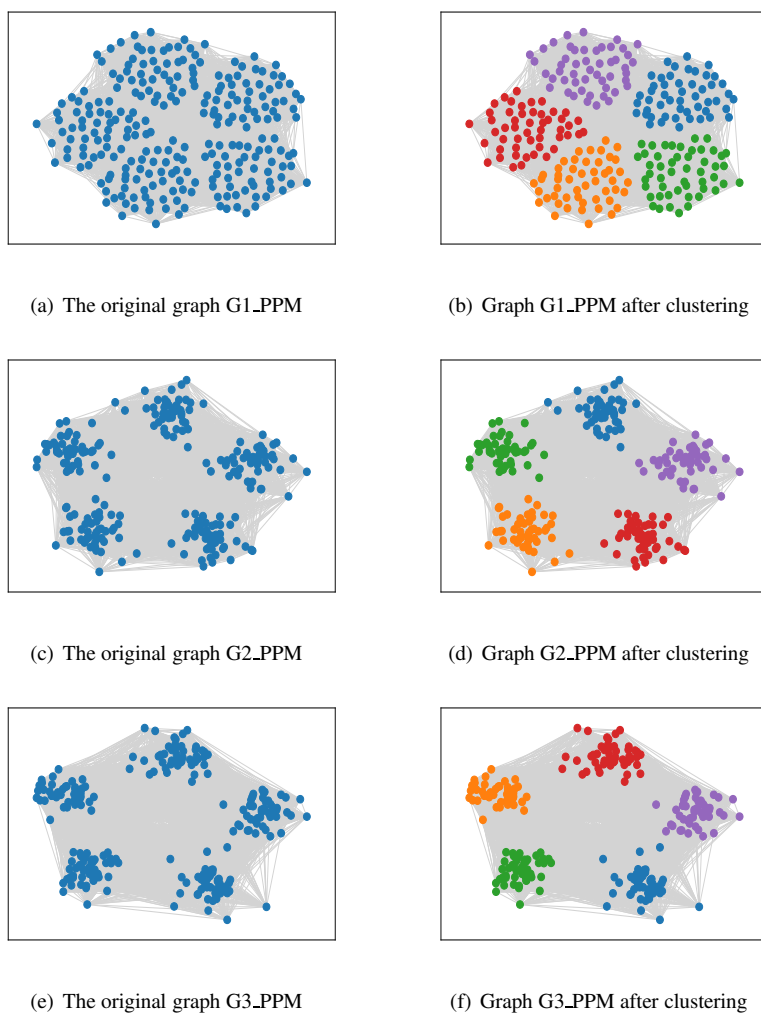 (a) The original graph G1_PPM
(b) Graph G1_PPM after clustering
(c) The original graph G2_PPM
(d) Graph G2_PPM after clustering
(e) The original graph G3_PPM
(f) Graph G3_PPM after clustering